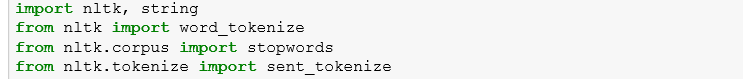 import nltk, string
from nltk import word_tokenize
from nltk.corpus import stopwords
from nltk.tokenize import sent_tokenize